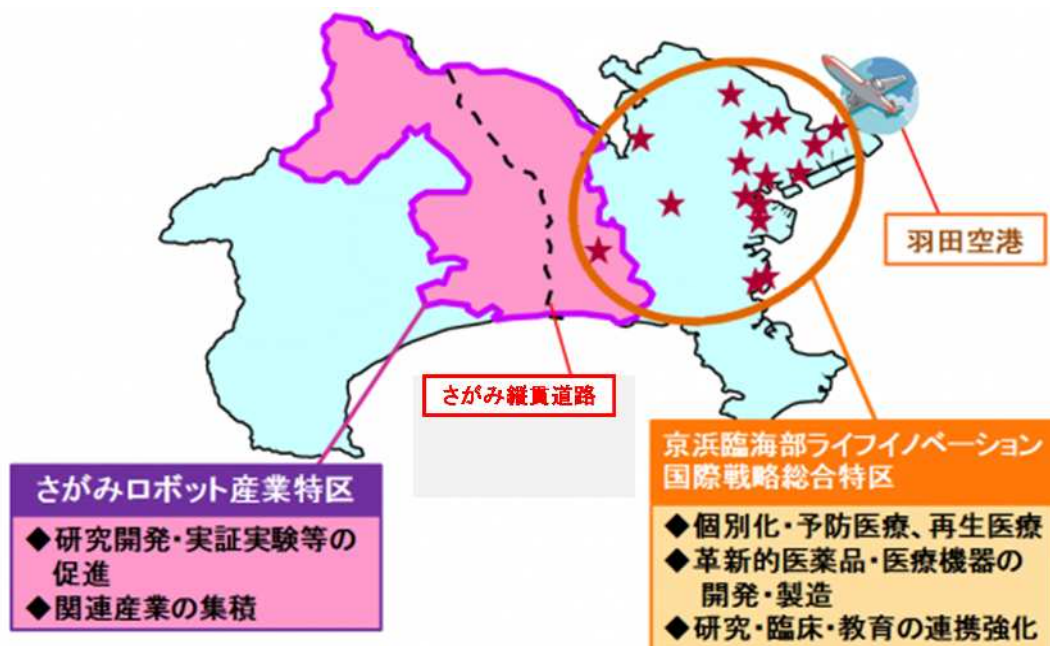 羽田空港
さがみ縦貫道路
さがみロボット産業特区
◆研究開発・実証実験等の
促進
◆関連産業の集積
京浜臨海部ライフイノベーション
国際戦略総合特区
◆個別化・予防医療、再生医療
◆革新的医薬品・医療機器の
開発・製造
◆研究・臨床・教育の連携強化